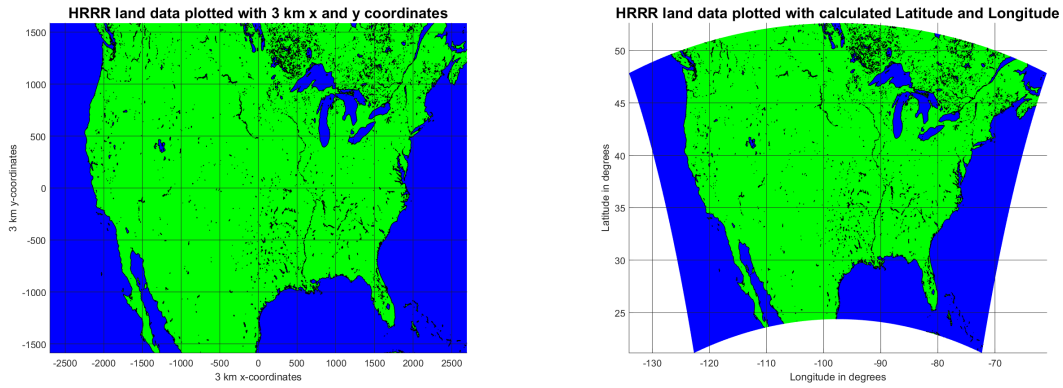 HRRR land data plotted with 3 km x and y coordinates
1500
1000
500
0
-500
-1000
-1500
3 km y-coordinates
-2500 -2000 -1500 -1000 -500 0 500 1000 1500 2000 2500
3 km x-coordinates
HRRR land data plotted with calculated Latitude and Longitude
50
45
40
35
30
25
Latitude in degrees
-130 -120 -110 -100 -90 -80 -70
Longitude in degrees